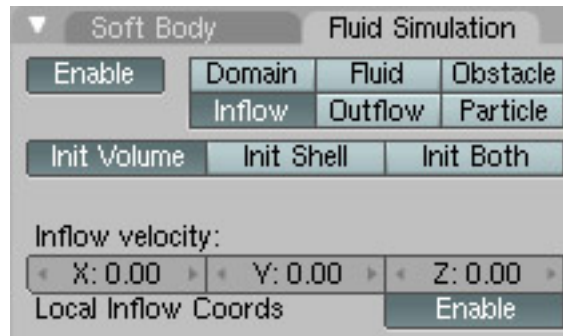 Soft Body Fluid Simulation
Enable Domain Fluid Obstacle
Inflow Outflow Particle
Init Volume Init Shell Init Both
Inflow velocity:
X: 0.00 Y: 0.00 Z: 0.00
Local Inflow Coords Enable